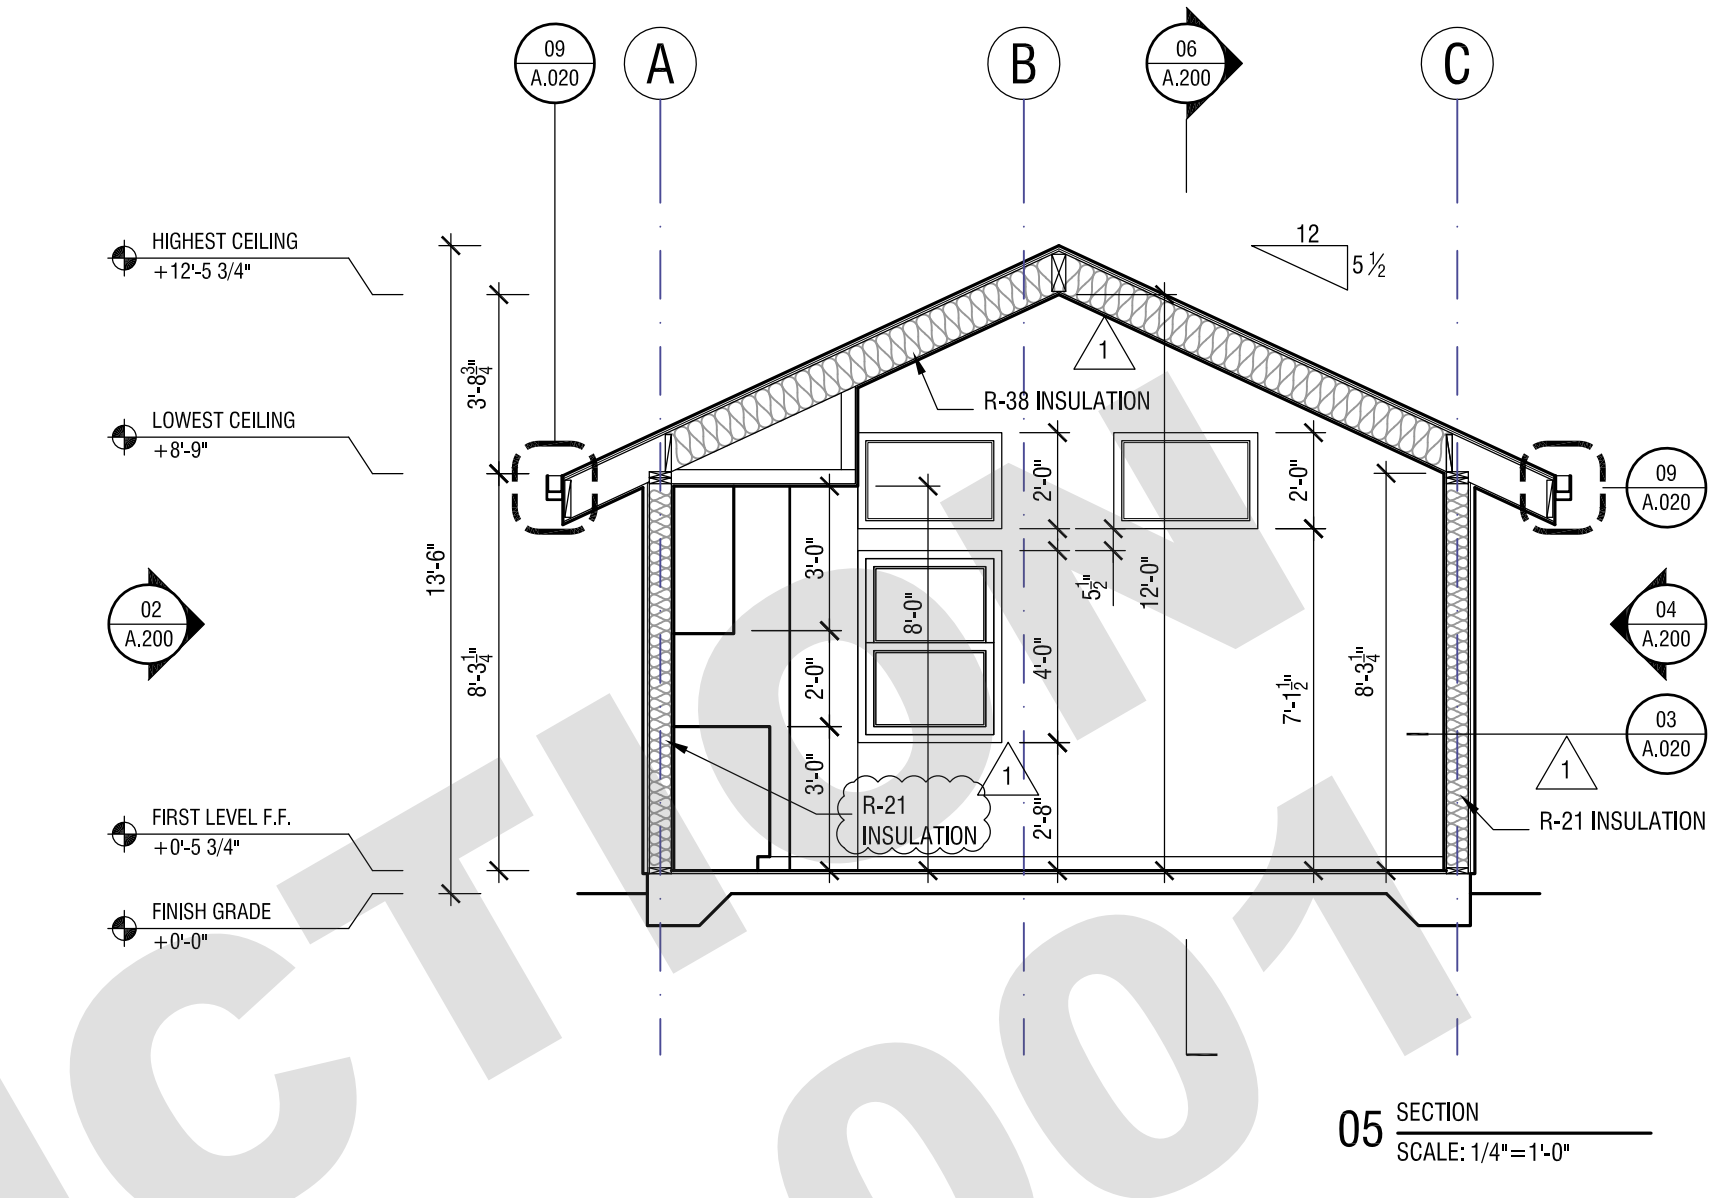 09
A.020
A
B
06
A.200
C
HIGHEST CEILING
+12'-5 3/4"
12
5 ½
3'-8¾"
1
R-38 INSULATION
LOWEST CEILING
+8'-9"
2'-0"
2'-0"
09
A.020
13'-6"
3'-0"
8'-0"
5½"
12'-0"
02
A.200
04
A.200
8'-3¼"
2'-0"
4'-0"
7'-1½"
8'-3¼"
03
A.020
3'-0"
1
1
R-21
INSULATION
2'-8"
R-21 INSULATION
FIRST LEVEL F.F.
+0'-5 3/4"
FINISH GRADE
+0'-0"
05
SECTION
SCALE: 1/4"=1'-0"
CTION
001